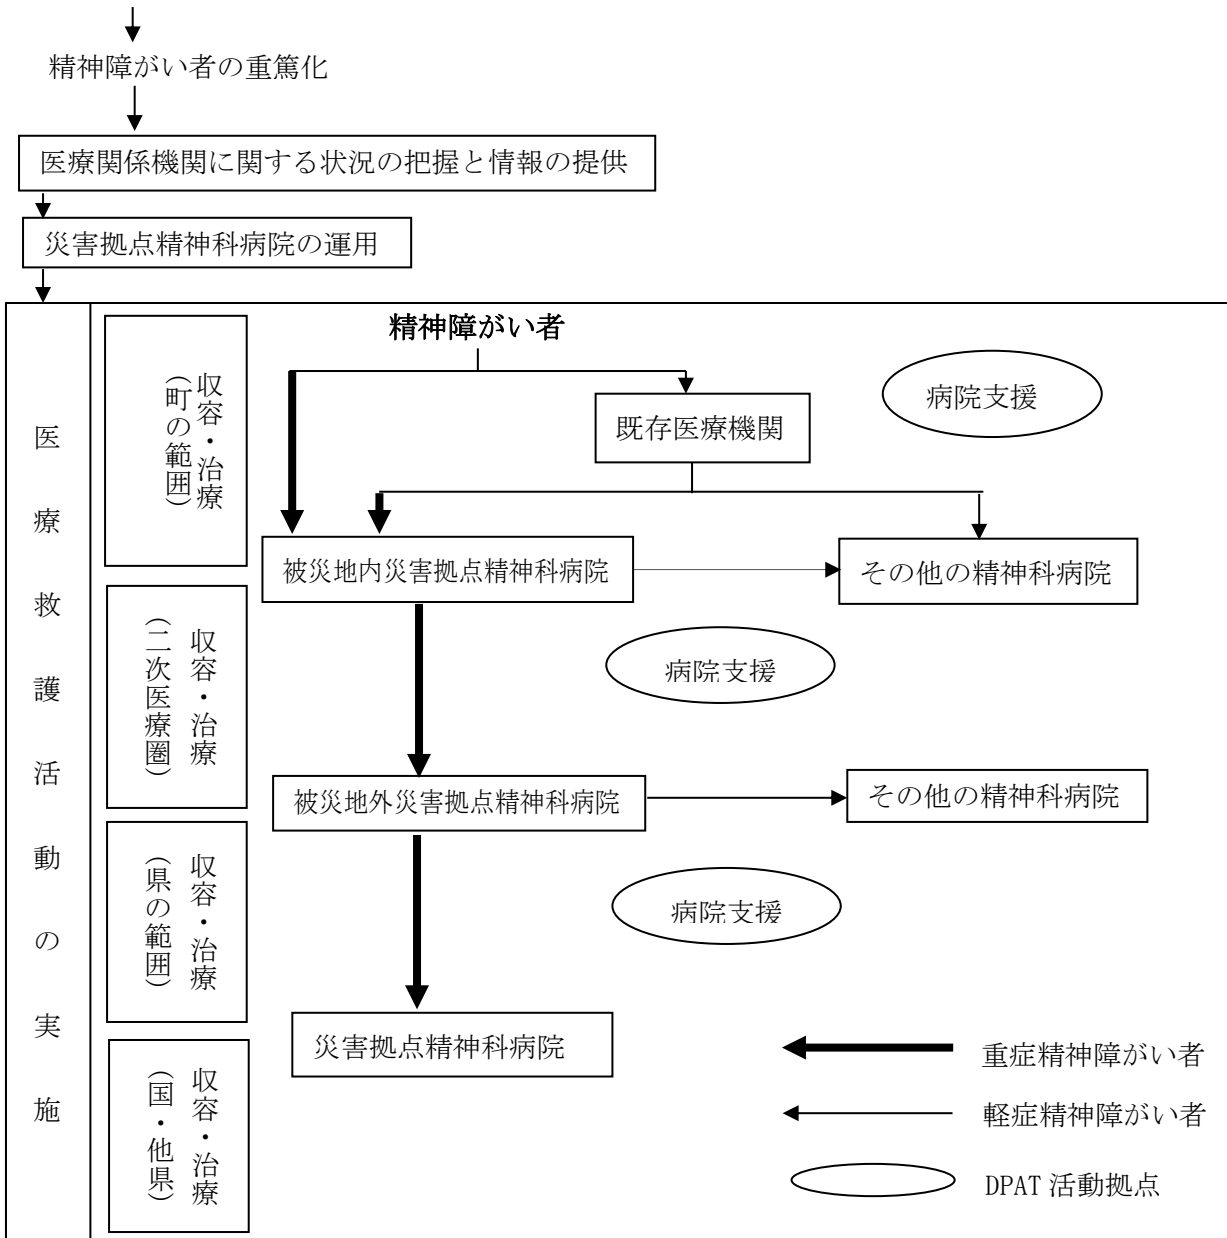 精神障がい者の重篤化
医療関係機関に関する状況の把握と情報の提供
災害拠点精神科病院の運用
医療救護活動の実施
収容・治療
(町の範囲)
精神障がい者
病院支援
既存医療機関
被災地内災害拠点精神科病院
その他の精神科病院
収容・治療
(二次医療圏)
病院支援
被災地外災害拠点精神科病院
その他の精神科病院
収容・治療
(県の範囲)
病院支援
災害拠点精神科病院
収容・治療
(国・他県)
重症精神障がい者
軽症精神障がい者
DPAT活動拠点